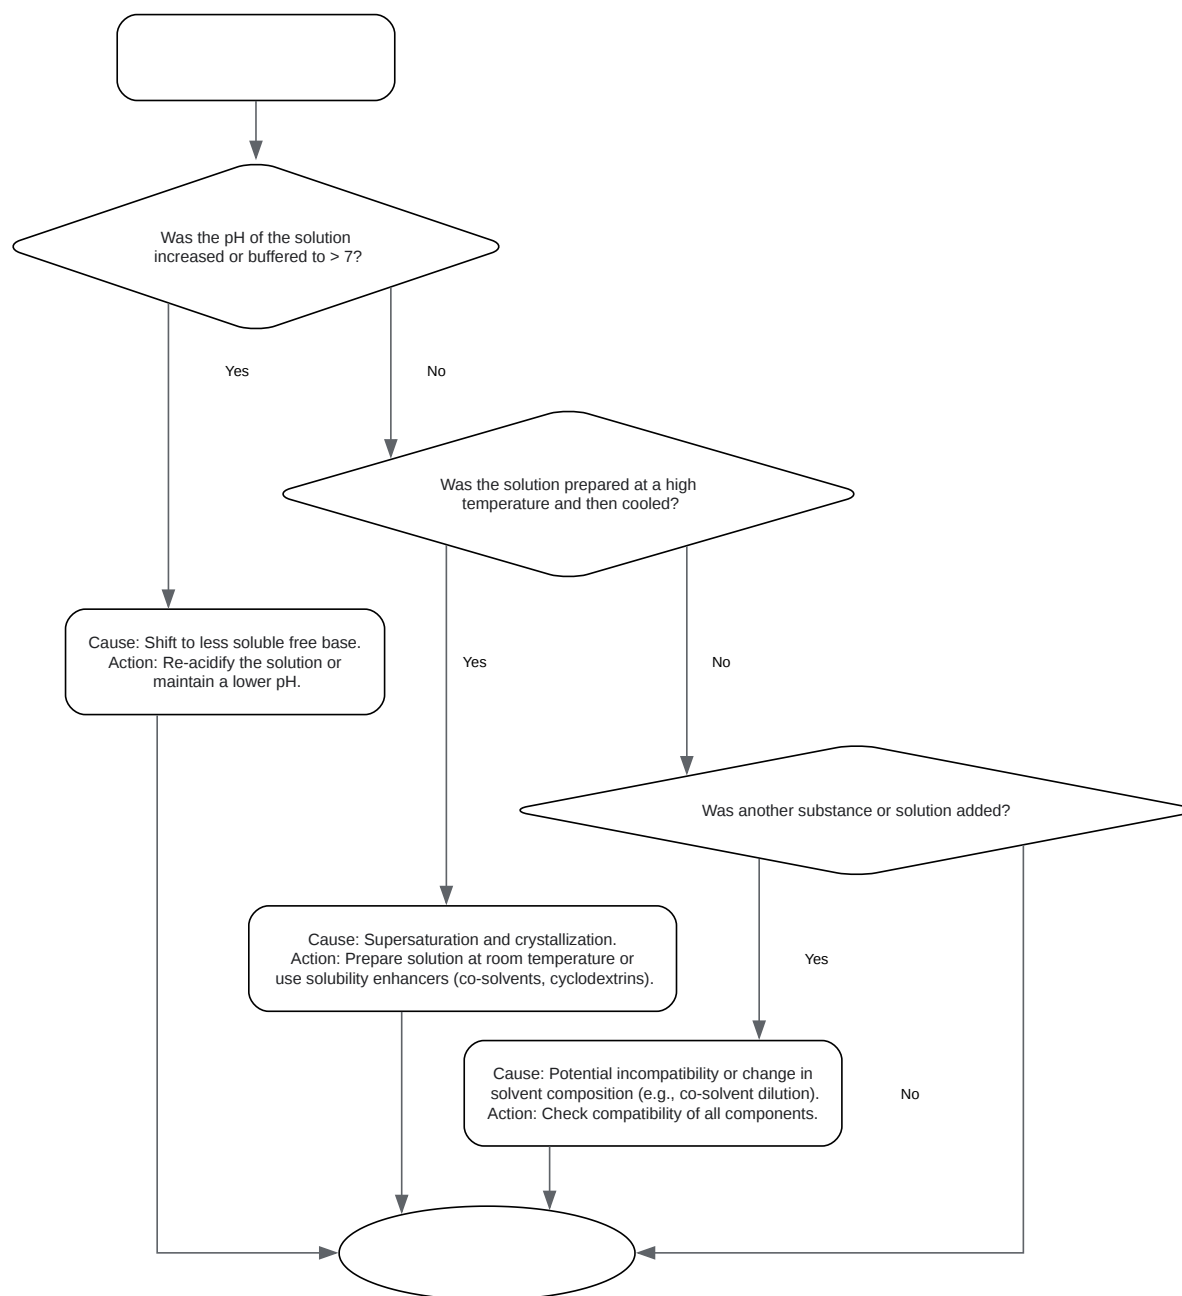 Was the pH of the solution
increased or buffered to > 7?
Yes
No
Was the solution prepared at a high
temperature and then cooled?
Cause: Shift to less soluble free base.
Action: Re-acidify the solution or
maintain a lower pH.
Yes
No
Was another substance or solution added?
Cause: Supersaturation and crystallization.
Action: Prepare solution at room temperature or
use solubility enhancers (co-solvents, cyclodextrins).
Yes
Cause: Potential incompatibility or change in
solvent composition (e.g., co-solvent dilution).
Action: Check compatibility of all components.
No